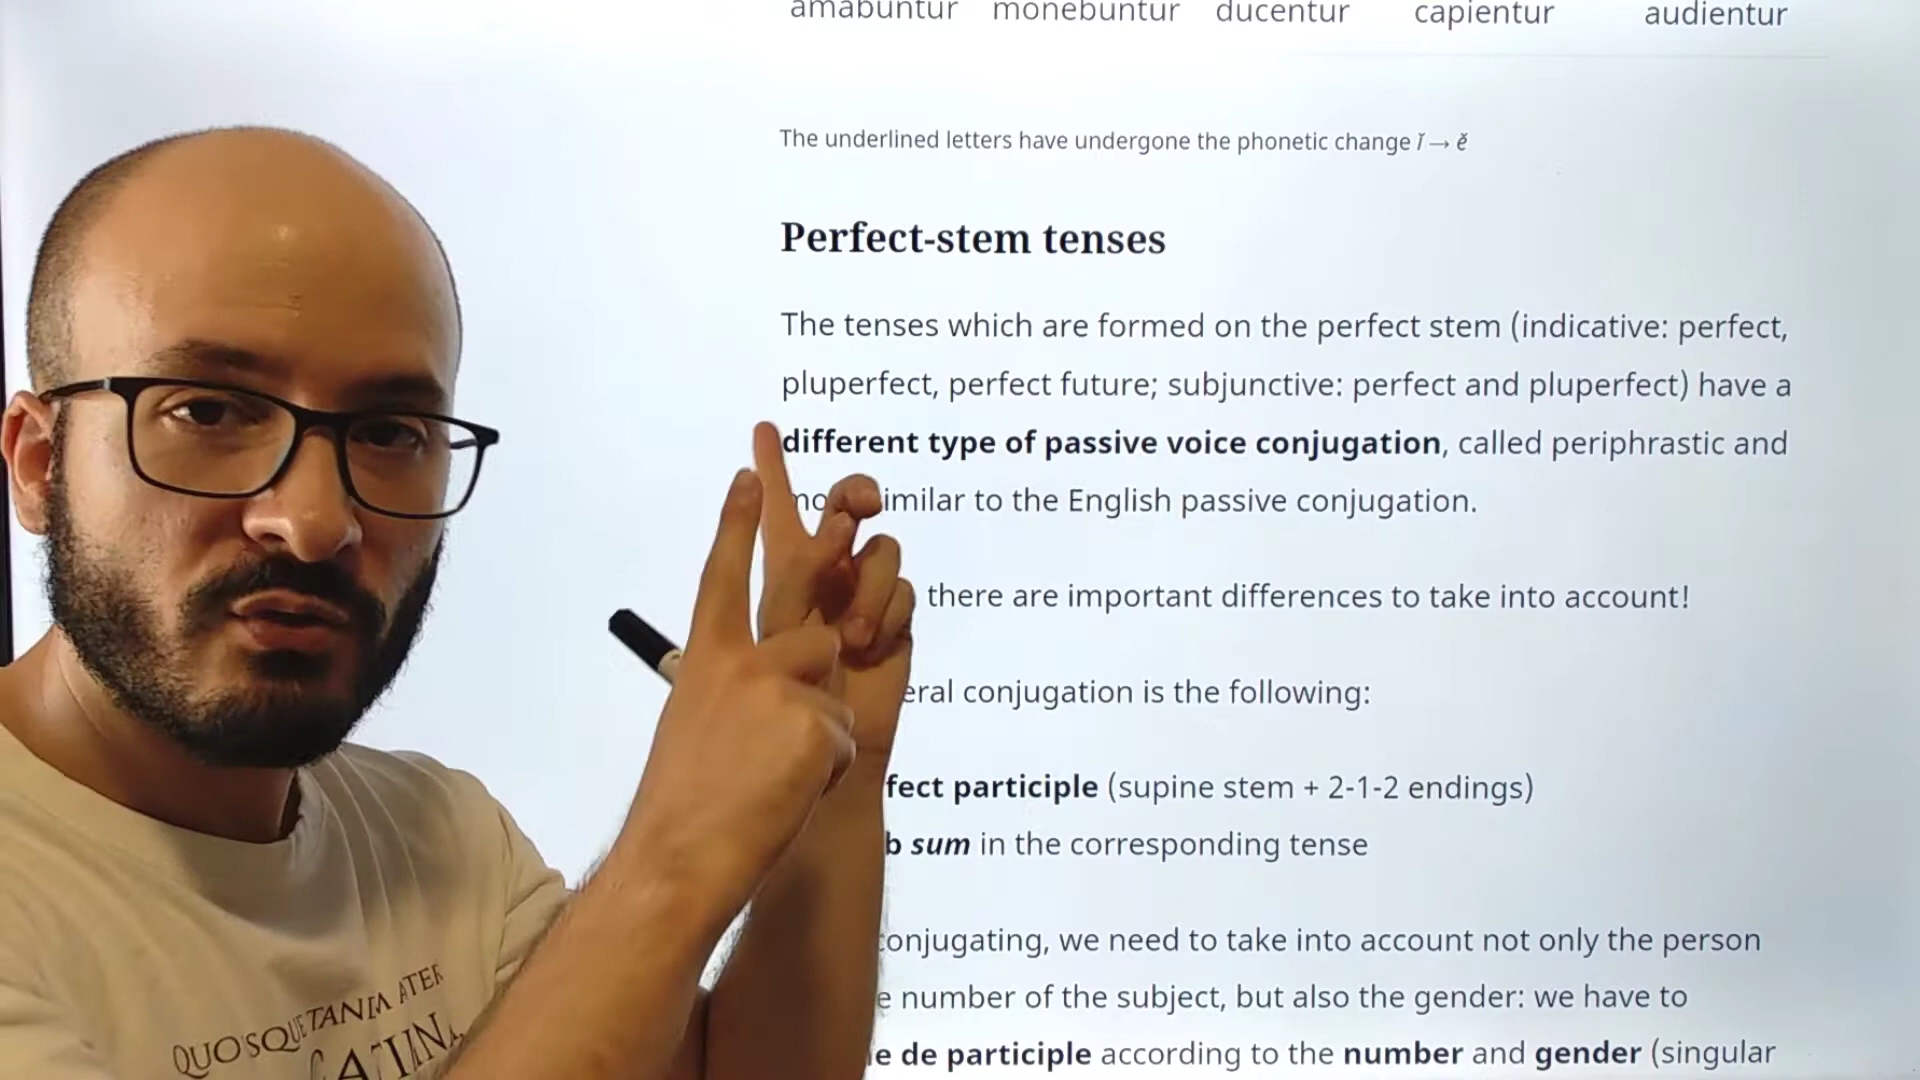 amabuntur monebuntur ducentur capientur audientur
The underlined letters have undergone the phonetic change ĭ → ĕ
Perfect-stem tenses
The tenses which are formed on the perfect stem (indicative: perfect,
pluperfect, perfect future; subjunctive: perfect and pluperfect) have a
different type of passive voice conjugation, called periphrastic and
imilar to the English passive conjugation.
there are important differences to take into account!
eral conjugation is the following:
fect participle (supine stem + 2-1-2 endings)
b sum in the corresponding tense
onjugating, we need to take into account not only the person
e number of the subject, but also the gender: we have to
e de participle according to the number and gender (singular
QUOSQUE TANDEM ABUTERE
CATILINA